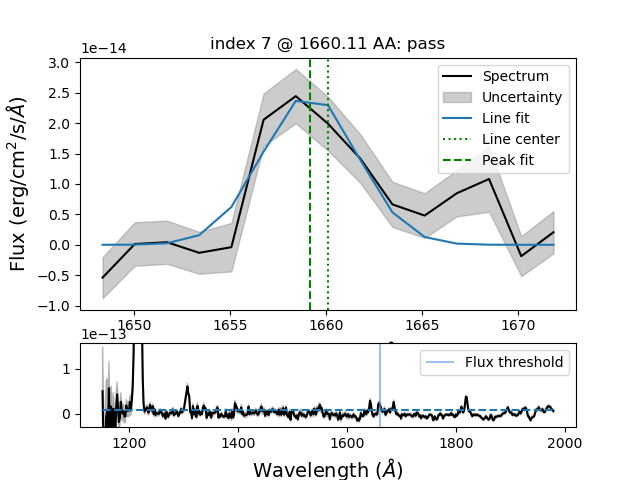 index 7 @ 1660.11 AA: pass
1e−14
3.0
2.5
2.0
1.5
1.0
0.5
0.0
−0.5
−1.0
Flux (erg/cm²/s/Å)
Spectrum
Uncertainty
Line fit
Line center
Peak fit
1650
1655
1660
1665
1670
1e−13
1
0
Flux threshold
1200
1400
1600
1800
2000
Wavelength (Å)